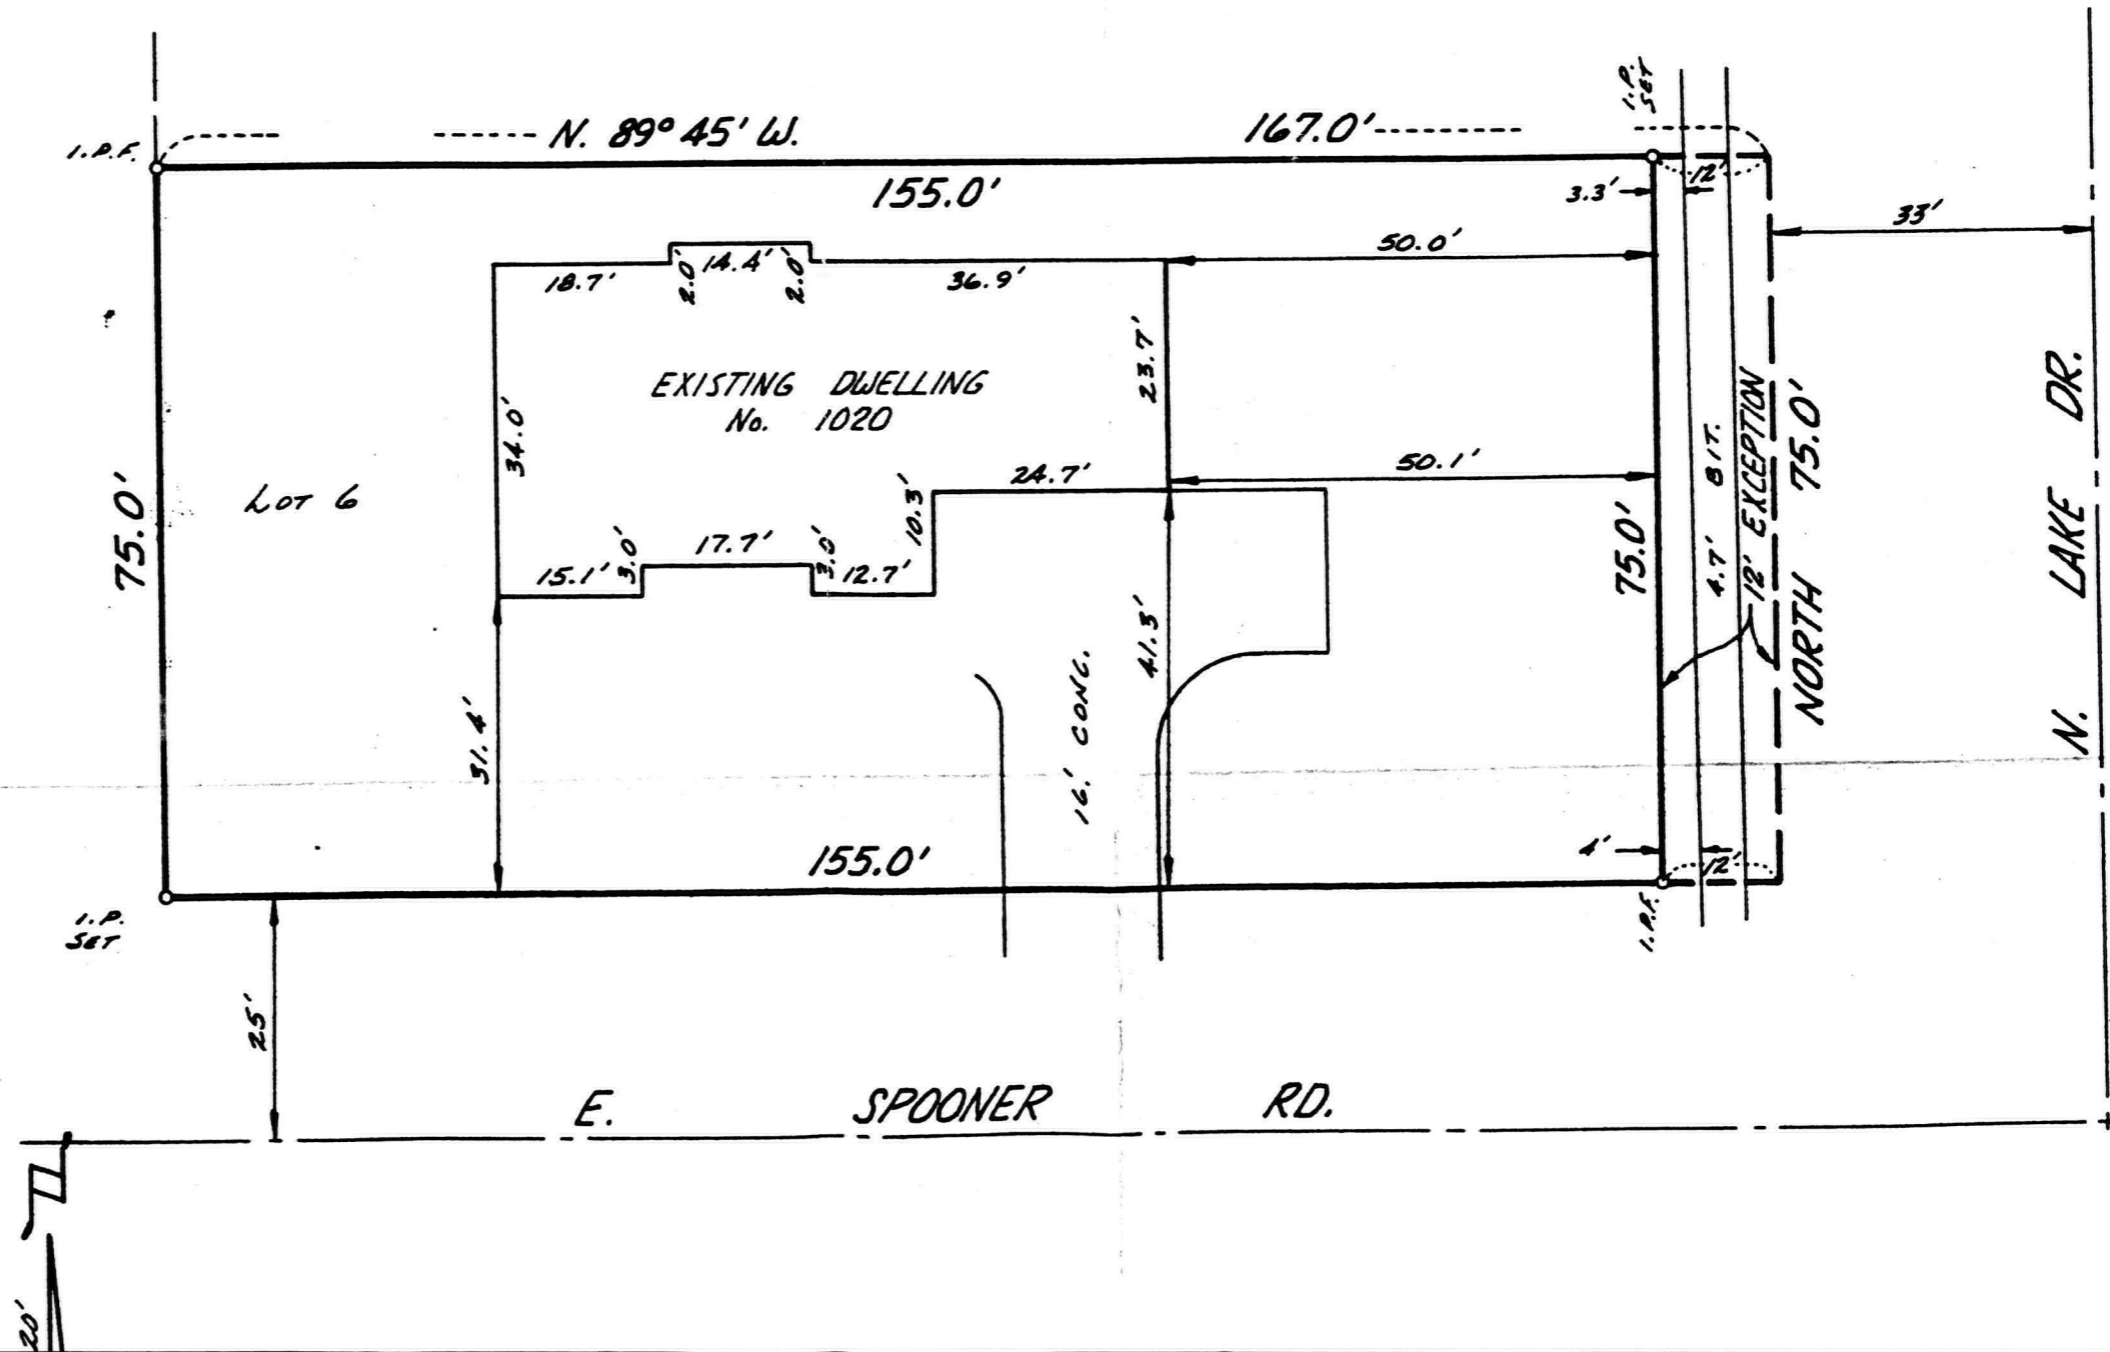 I.P. SET
N. 89° 45' W. 167.0'
I.P.F.
155.0'
12'
3.3'
33'
50.0'
18.7' 2.0' 14.4' 2.0' 36.9'
23.7'
EXISTING DWELLING
No. 1020
34.0'
N. LAKE DR.
NORTH 75.0'
12' EXCEPTION
4.7' BIT.
50.1'
24.7'
10.3'
LOT 6
75.0'
75.0'
17.7'
15.1' 3.0' 3.0' 12.7'
41.3'
31.4'
16.' CONC.
155.0'
4'
12'
I.P. SET
I.P.F.
25'
E. SPOONER RD.
N
20'